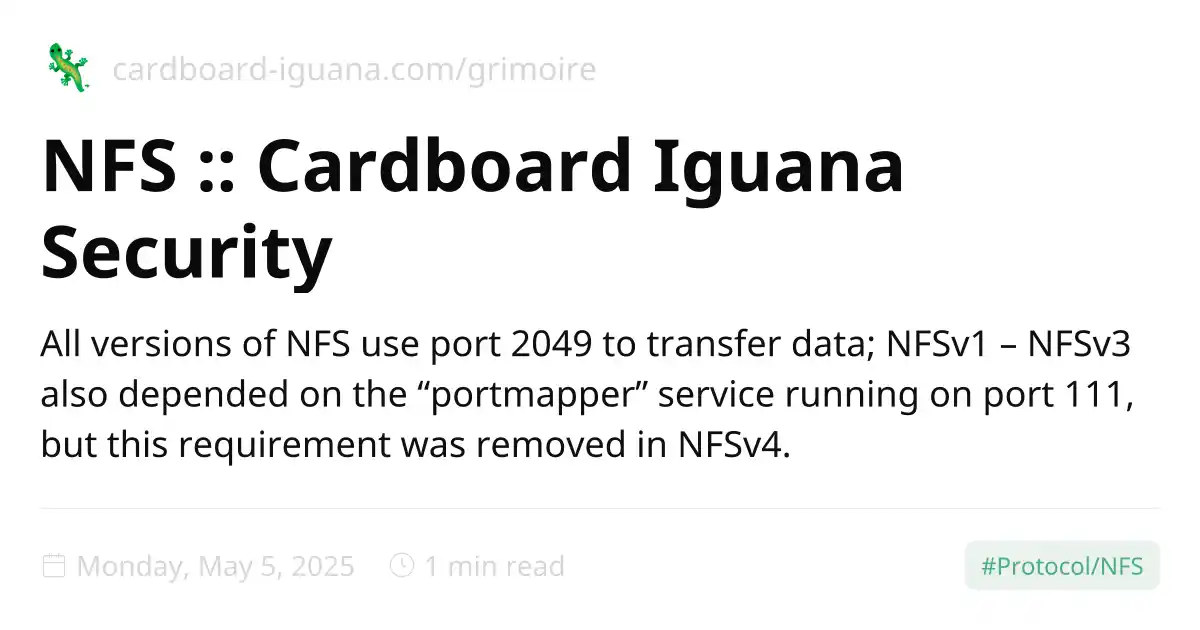 cardboard-iguana.com/grimoire
NFS :: Cardboard Iguana
Security
All versions of NFS use port 2049 to transfer data; NFSv1 – NFSv3
also depended on the “portmapper” service running on port 111,
but this requirement was removed in NFSv4.
Monday, May 5, 2025 1 min read #Protocol/NFS